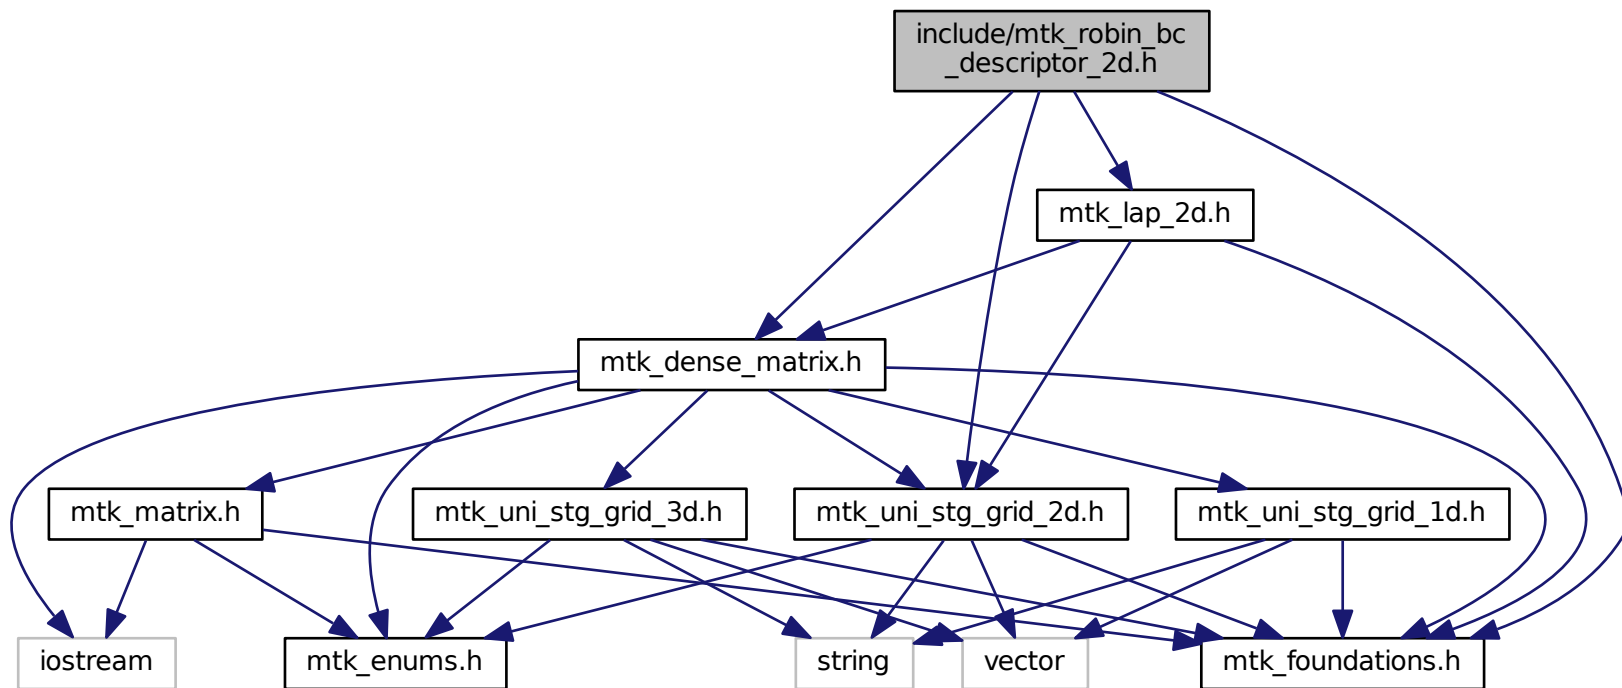 include/mtk_robin_bc
_descriptor_2d.h
mtk_lap_2d.h
mtk_dense_matrix.h
mtk_matrix.h
mtk_uni_stg_grid_3d.h
mtk_uni_stg_grid_2d.h
mtk_uni_stg_grid_1d.h
iostream
mtk_enums.h
string
vector
mtk_foundations.h